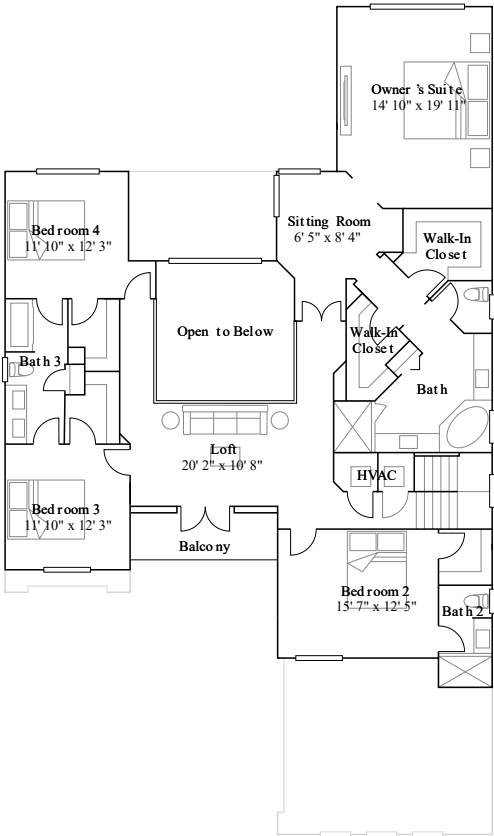 Owner 's Suite
14' 10" x 19' 11"
Sitting Room
6' 5" x 8' 4"
Bedroom 4
11' 10" x 12' 3"
Walk-In
Closet
Open to Below
Walk-In
Closet
Bath 3
Bath
Loft
20' 2" x 10' 8"
HVAC
Bedroom 3
11' 10" x 12' 3"
Balcony
Bedroom 2
15' 7" x 12' 5"
Bath 2